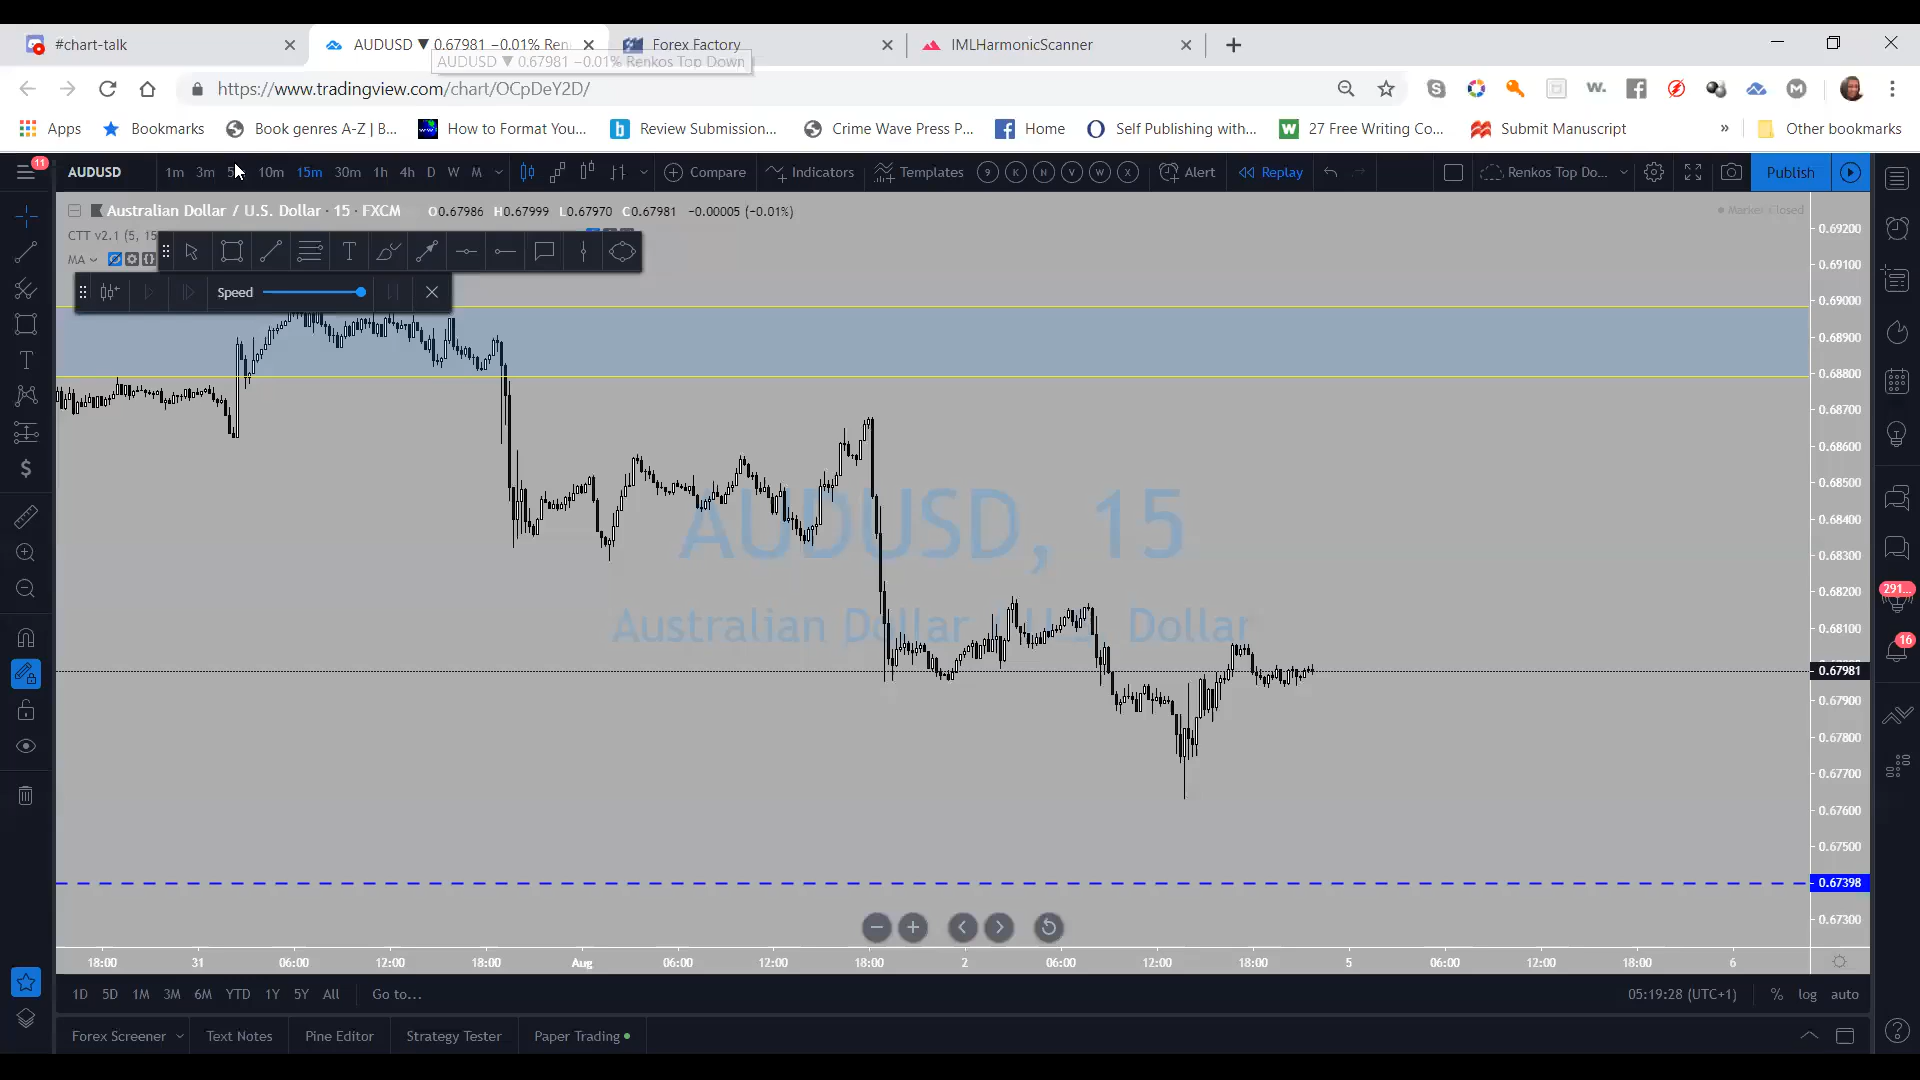 #chart-talk
AUDUSD ▼ 0.67981 −0.01% Ren
Forex Factory
IMLHarmonicScanner
AUDUSD ▼ 0.67981 −0.01% Renkos Top Down
https://www.tradingview.com/chart/OCpDeY2D/
Apps Bookmarks Book genres A-Z | B... How to Format You... Review Submission... Crime Wave Press P... Home Self Publishing with... 27 Free Writing Co... Submit Manuscript » Other bookmarks
11
AUDUSD 1m 3m 10m 15m 30m 1h 4h D W M Compare Indicators Templates 9 K N V W X Alert Replay Renkos Top Do... Publish
Australian Dollar / U.S. Dollar · 15 · FXCM O0.67986 H0.67999 L0.67970 C0.67981 −0.00005 (−0.01%)
Market Closed
CTT v2.1 (5, 15
MA
Speed
0.69200
0.69100
0.69000
0.68900
0.68800
0.68700
0.68600
0.68500
0.68400
0.68300
0.68200
0.68100
0.67981
0.67900
0.67800
0.67700
0.67600
0.67500
0.67398
0.67300
AUDUSD, 15
Australian Dollar / U.S. Dollar
291...
16
18:00 31 06:00 12:00 18:00 Aug 06:00 12:00 18:00 2 06:00 12:00 18:00 5 06:00 12:00 18:00 6
1D 5D 1M 3M 6M YTD 1Y 5Y All Go to...
05:19:28 (UTC+1) % log auto
Forex Screener Text Notes Pine Editor Strategy Tester Paper Trading